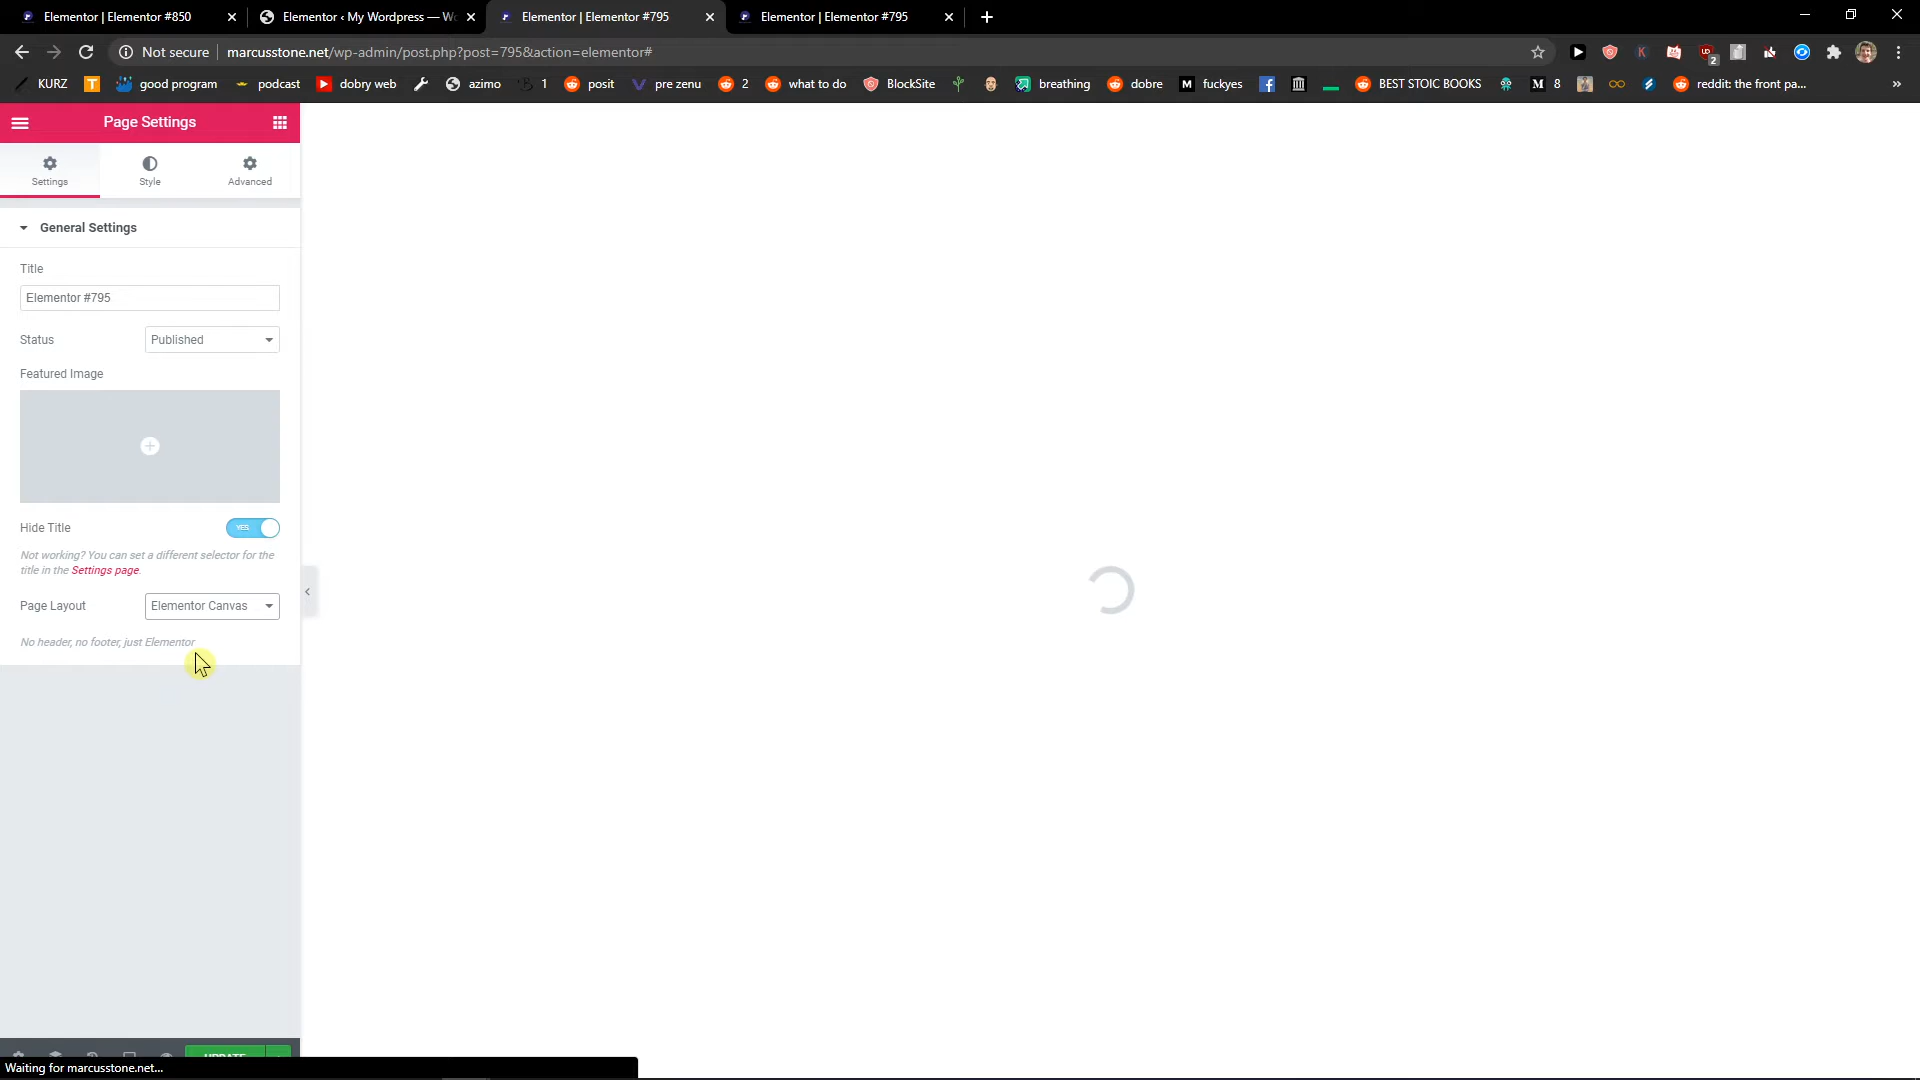 Elementor | Elementor #850
Elementor ‹ My Wordpress — Wo
Elementor | Elementor #795
Elementor | Elementor #795
Not secure
marcusstone.net/wp-admin/post.php?post=795&action=elementor#
KURZ
good program
podcast
dobry web
azimo
1
posit
pre zenu
2
what to do
BlockSite
breathing
dobre
fuckyes
BEST STOIC BOOKS
8
reddit: the front pa...
»
Page Settings
Settings
Style
Advanced
General Settings
Title
Elementor #795
Status
Published
Featured Image
Hide Title
YES
Not working? You can set a different selector for the
title in the Settings page.
Page Layout
Elementor Canvas
No header, no footer, just Elementor
UPDATE
Waiting for marcusstone.net...